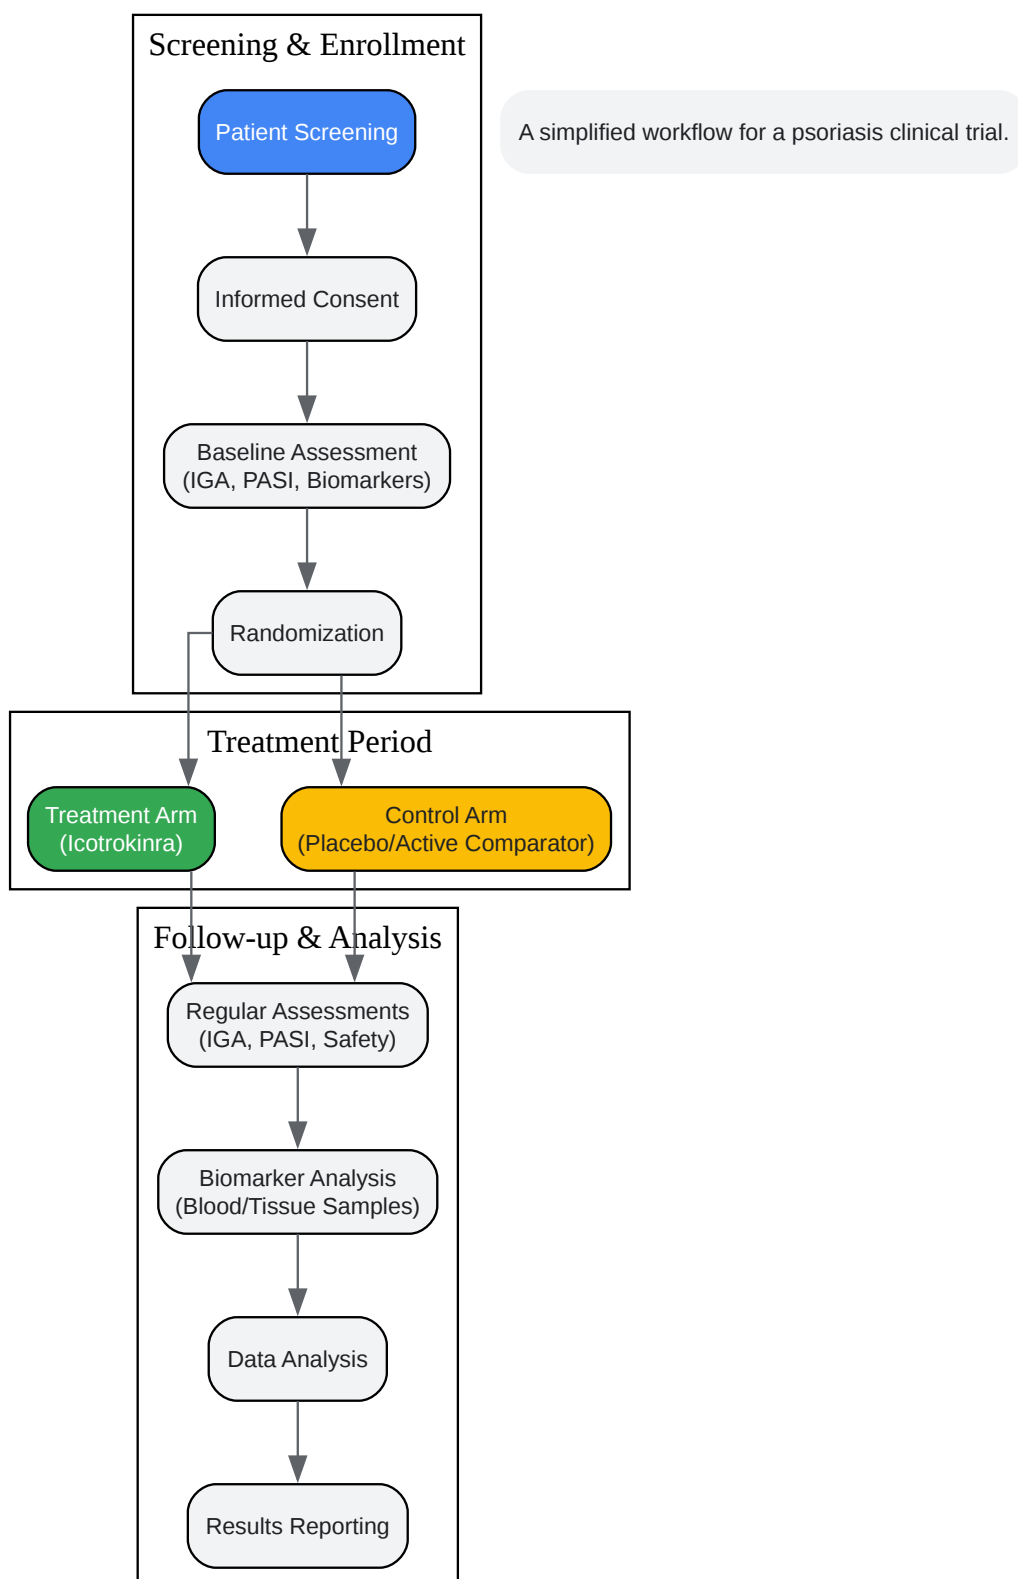 Screening & Enrollment
Patient Screening
A simplified workflow for a psoriasis clinical trial.
Informed Consent
Baseline Assessment
(IGA, PASI, Biomarkers)
Randomization
Treatment Period
Treatment Arm
(Icotrokinra)
Control Arm
(Placebo/Active Comparator)
Follow-up & Analysis
Regular Assessments
(IGA, PASI, Safety)
Biomarker Analysis
(Blood/Tissue Samples)
Data Analysis
Results Reporting